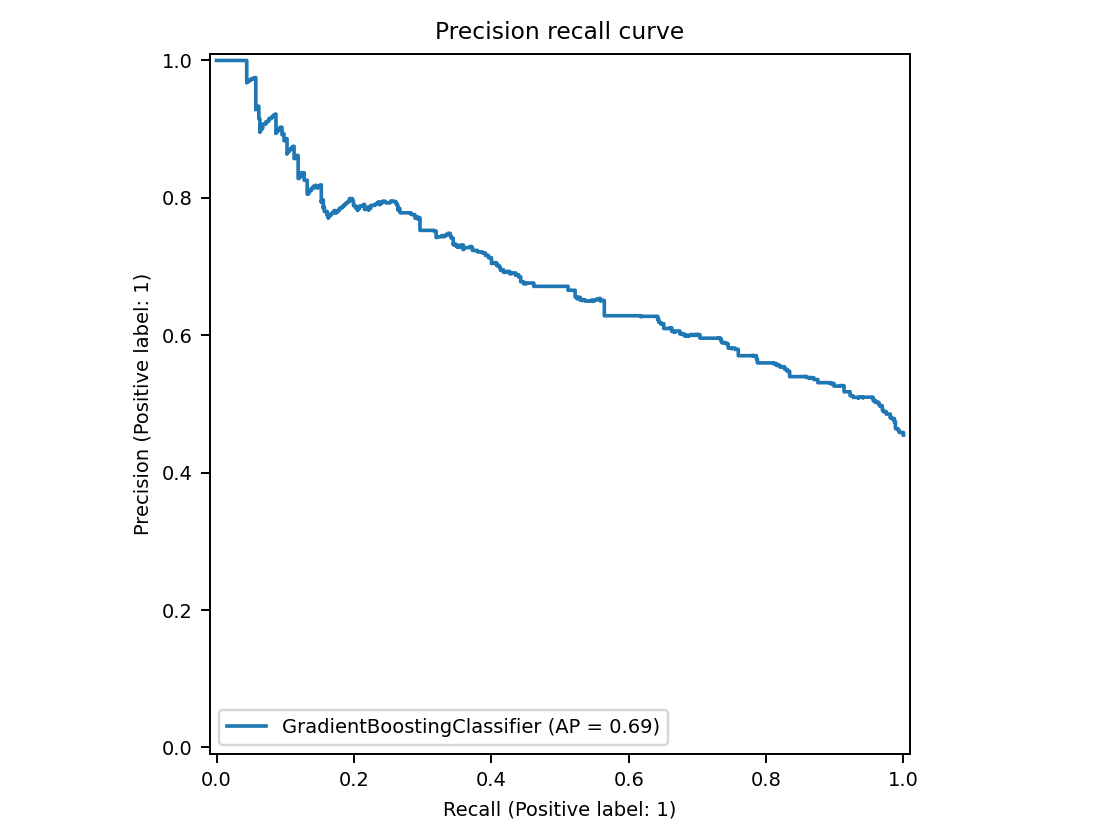 Precision recall curve
1.0
0.8
0.6
0.4
0.2
0.0
Precision (Positive label: 1)
GradientBoostingClassifier (AP = 0.69)
0.0 0.2 0.4 0.6 0.8 1.0
Recall (Positive label: 1)